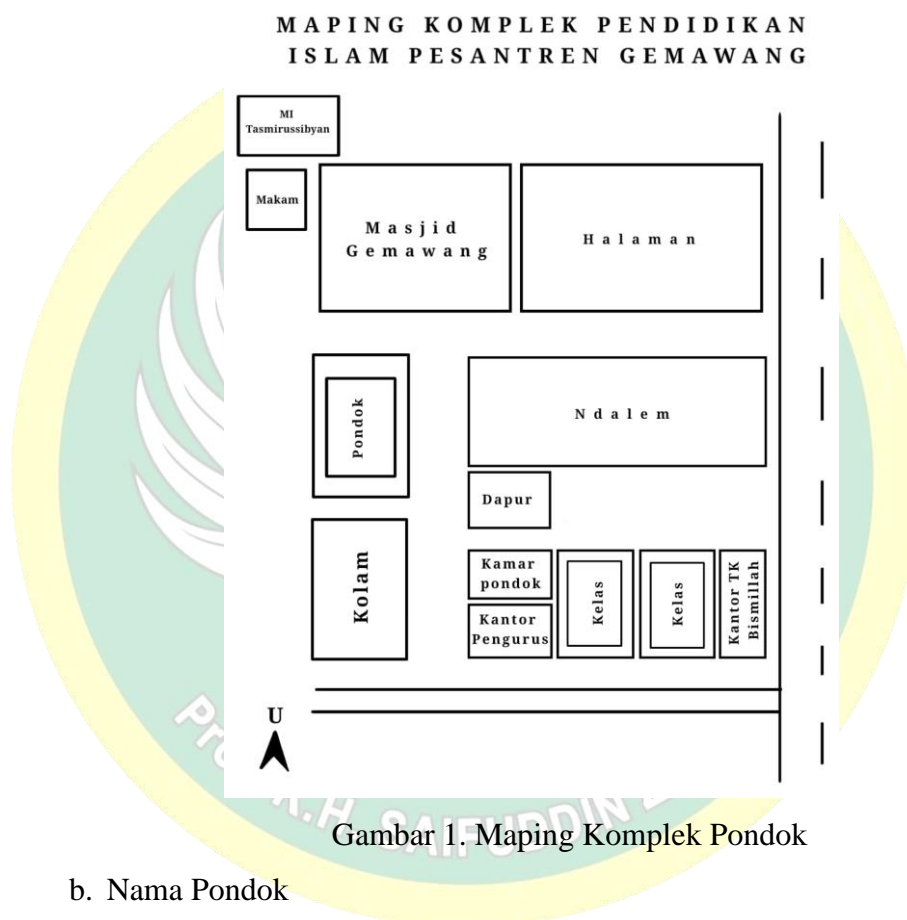 MAPING KOMPLEK PENDIDIKAN
ISLAM PESANTREN GEMAWANG
MI
Tasmirussibyan
Makam
Masjid
Gemawang
Halaman
Pondok
Ndalem
Dapur
Kolam
Kamar
pondok
Kantor
Pengurus
Kelas
Kelas
Kantor TK
Bismillah
U
K.H. SAIFUDDIN
Gambar 1. Maping Komplek Pondok
b. Nama Pondok